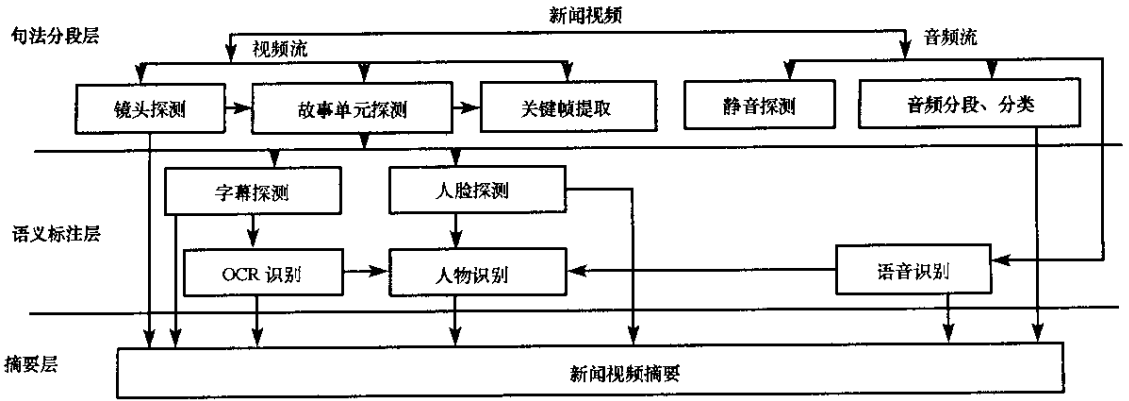 新闻视频
句法分段层
视频流
音频流
镜头探测
故事单元探测
关键帧提取
静音探测
音频分段、分类
字幕探测
人脸探测
语义标注层
OCR 识别
人物识别
语音识别
摘要层
新闻视频摘要